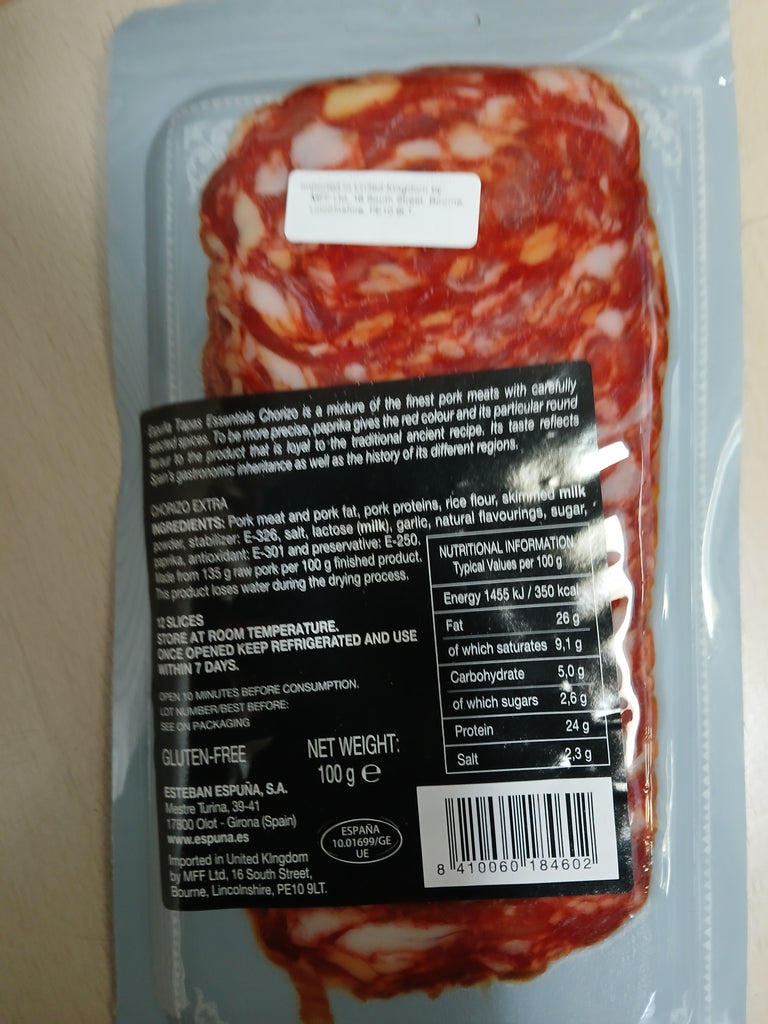 Imported in United Kingdom by
MFF Ltd, 16 South Street, Bourne,
Lincolnshire, PE10 9LT
Tapas Essentials Chorizo is a mixture of the finest pork meats with carefully
selected spices. To be more precise, paprika gives the red colour and its particular round
flavour to the product that is loyal to the traditional ancient recipe. Its taste reflects
Spain's gastronomic inheritance as well as the history of its different regions.
CHORIZO EXTRA
INGREDIENTS: Pork meat and pork fat, pork proteins, rice flour, skimmed milk
powder, stabilizer: E-326, salt, lactose (milk), garlic, natural flavourings, sugar,
paprika, antioxidant: E-301 and preservative: E-250.
Made from 135 g raw pork per 100 g finished product.
This product loses water during the drying process.
NUTRITIONAL INFORMATION
Typical Values per 100 g
Energy 1455 kJ / 350 kcal
Fat 26 g
of which saturates 9,1 g
Carbohydrate 5,0 g
of which sugars 2,6 g
Protein 24 g
Salt 2,3 g
12 SLICES
STORE AT ROOM TEMPERATURE.
ONCE OPENED KEEP REFRIGERATED AND USE
WITHIN 7 DAYS.
OPEN 10 MINUTES BEFORE CONSUMPTION.
LOT NUMBER/BEST BEFORE:
SEE ON PACKAGING
GLUTEN-FREE
NET WEIGHT:
100 g e
ESTEBAN ESPUÑA, S.A.
Mestre Turina, 39-41
17800 Olot - Girona (Spain)
www.espuna.es
ESPAÑA
10.01699/GE
UE
Imported in United Kingdom
by MFF Ltd, 16 South Street,
Bourne, Lincolnshire, PE10 9LT.
8 410060 184602